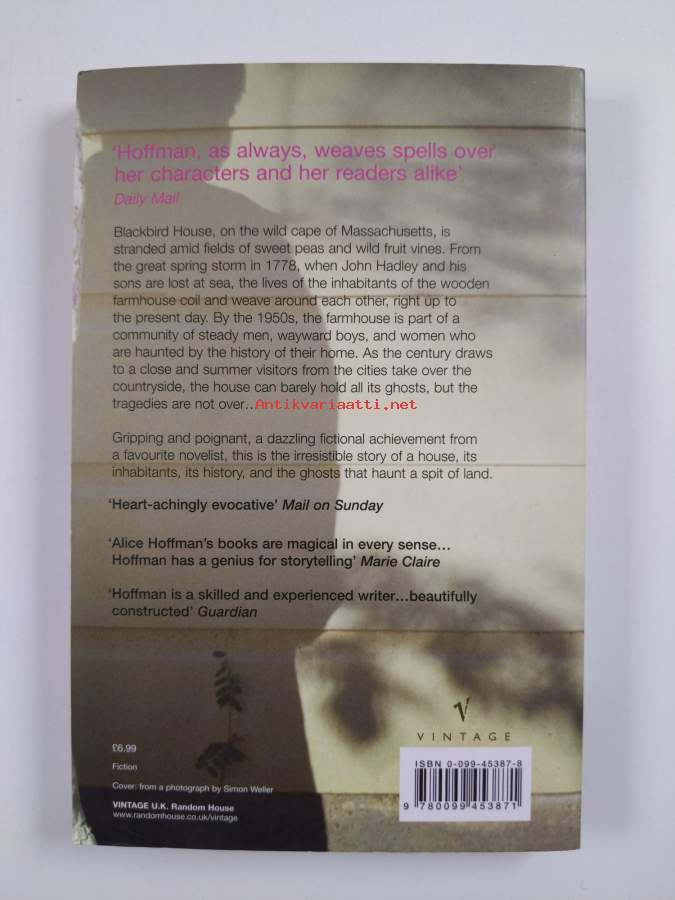 'Hoffman, as always, weaves spells over
her characters and her readers alike'
Daily Mail
Blackbird House, on the wild cape of Massachusetts, is
stranded amid fields of sweet peas and wild fruit vines. From
the great spring storm in 1778, when John Hadley and his
sons are lost at sea, the lives of the inhabitants of the wooden
farmhouse coil and weave around each other, right up to
the present day. By the 1950s, the farmhouse is part of a
community of steady men, wayward boys, and women who
are haunted by the history of their home. As the century draws
to a close and summer visitors from the cities take over the
countryside, the house can barely hold all its ghosts, but the
tragedies are not over.. Antikvariaatti.net
Gripping and poignant, a dazzling fictional achievement from
a favourite novelist, this is the irresistible story of a house, its
inhabitants, its history, and the ghosts that haunt a spit of land.
'Heart-achingly evocative' Mail on Sunday
'Alice Hoffman's books are magical in every sense...
Hoffman has a genius for storytelling' Marie Claire
'Hoffman is a skilled and experienced writer...beautifully
constructed' Guardian
V
VINTAGE
£6.99
Fiction
Cover: from a photograph by Simon Weller
VINTAGE U.K. Random House
www.randomhouse.co.uk/vintage
ISBN 0-099-45387-8
9 780099 453871